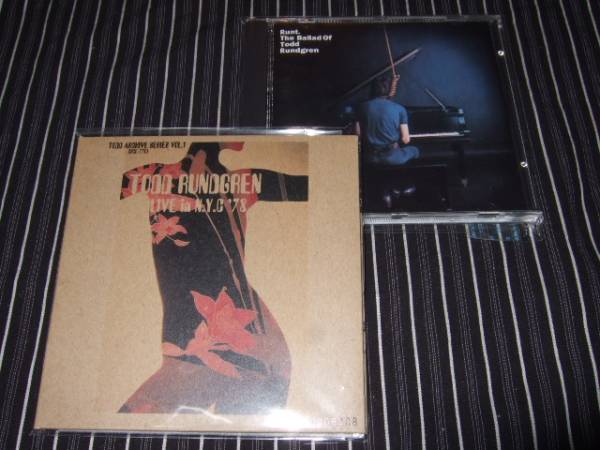 Runt.
The Ballad Of
Todd
Rundgren
TODD ARCHIVE SERIES VOL.1
TODD RUNDGREN
LIVE in N.Y.C '78